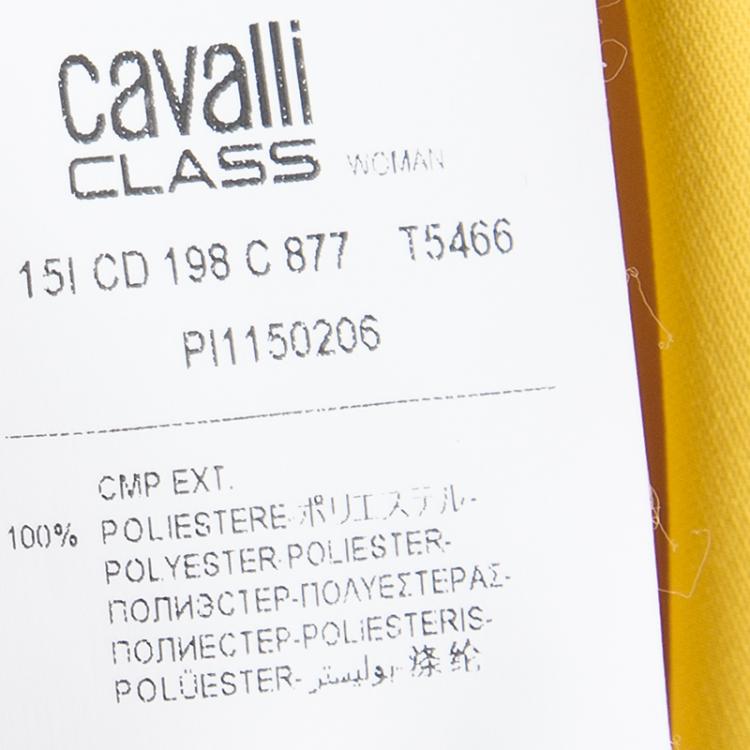 cavalli
CLASS WOMAN
15I CD 198 C 877 T5466
PI1150206
CMP EXT.
100% POLIESTERE-ポリエステル-
POLYESTER-POLIESTER-
ПОЛИЭСТЕР-ΠΟΛΥΕΣΤΕΡΑΣ-
ПОЛИЕСТЕР-POLIESTERIS-
POLÜESTER-بوليستر-涤纶